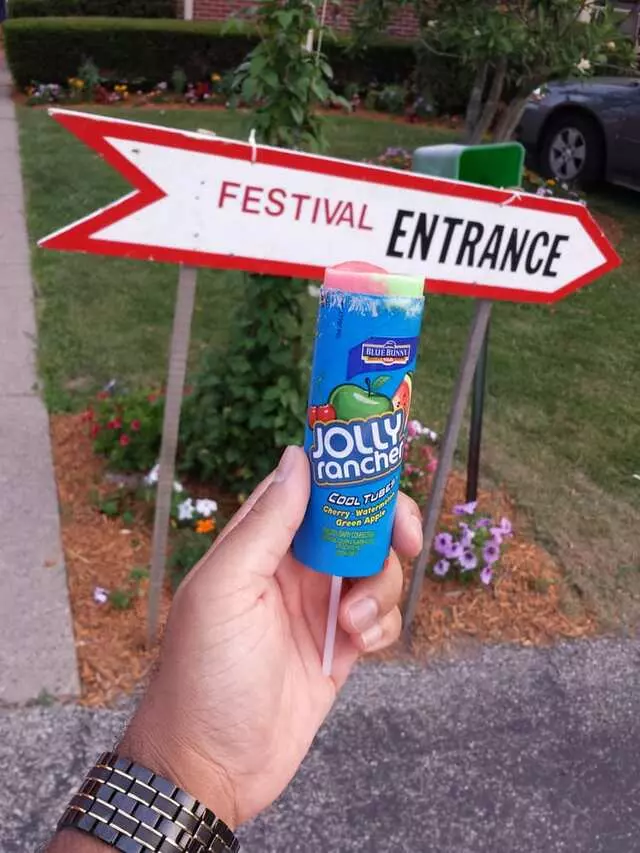 FESTIVAL ENTRANCE
BLUE BUNNY
JOLLY
rancher
COOL TUBES
Cherry - Watermelon
Green Apple